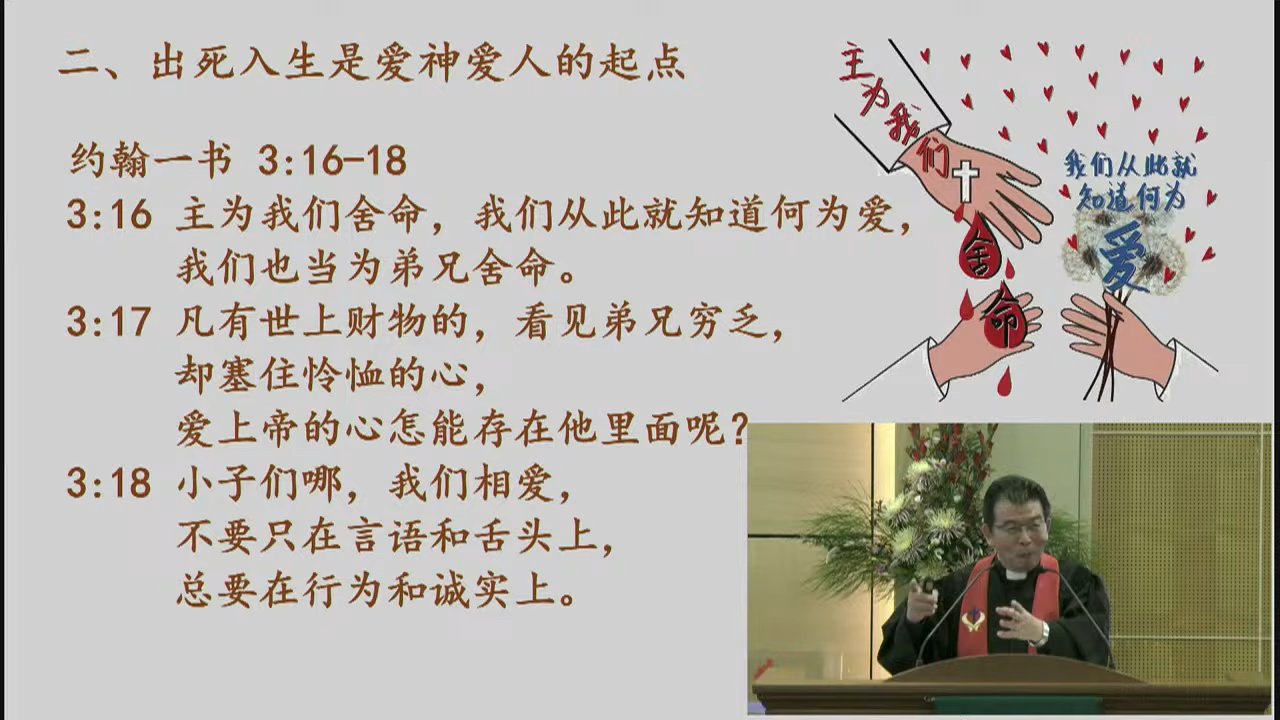 二、出死入生是爱神爱人的起点
约翰一书 3:16-18
3:16 主为我们舍命，我们从此就知道何为爱，
我们也当为弟兄舍命。
3:17 凡有世上财物的，看见弟兄穷乏，
却塞住怜恤的心，
爱上帝的心怎能存在他里面呢？
3:18 小子们哪，我们相爱，
不要只在言语和舌头上，
总要在行为和诚实上。
主为我们
舍
命
我们从此就
知道何为
爱